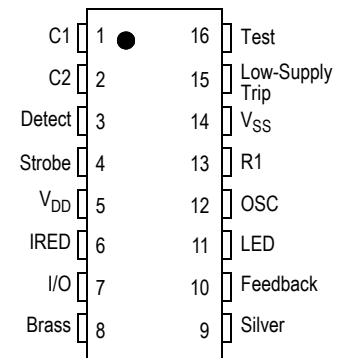 C1 1 16 Test
C2 2 15 Low-Supply
Trip
Detect 3 14 VSS
Strobe 4 13 R1
VDD 5 12 OSC
IRED 6 11 LED
I/O 7 10 Feedback
Brass 8 9 Silver